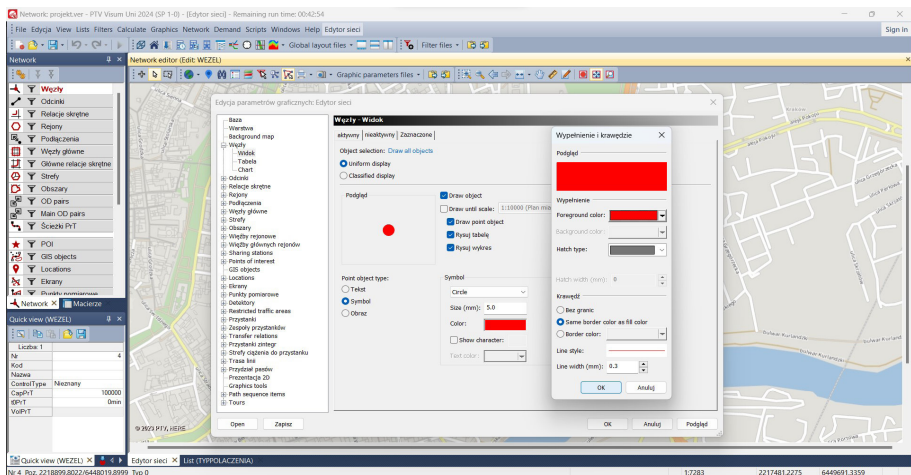 Network: projekt.ver - PTV Visum Uni 2024 (SP 1-0) - [Edytor sieci] - Remaining run time: 00:42:54
File Edycja View Lists Filters Calculate Graphics Network Demand Scripts Windows Help Edytor sieci Sign in
Global layout files Filter files
Network
Network editor (Edit: WEZEL)
Graphic parameters files
Węzły
Odcinki
Relacje skrętne
Rejony
Podłączenia
Węzły główne
Główne relacje skrętne
Strefy
Obszary
OD pairs
Main OD pairs
Ścieżki PrT
POI
GIS objects
Locations
Ekrany
Punkty pomiarowe
Network Macierze
Quick view (WEZEL)
Liczba: 1
Nr 4
Kod
Nazwa
ControlType Nieznany
CapPrT 100000
t0PrT 0min
VolPrT
Edycja parametrów graficznych: Edytor sieci
Baza
Warstwa
Background map
Węzły
Widok
Tabela
Chart
Odcinki
Relacje skrętne
Rejony
Podłączenia
Węzły główne
Strefy
Obszary
Więźby rejonowe
Więźby głównych rejonów
Sharing stations
Points of interest
GIS objects
Locations
Ekrany
Punkty pomiarowe
Detektory
Restricted traffic areas
Przystanki
Zespoły przystanków
Transfer relations
Przystanki zintegr
Strefy ciążenia do przystanku
Trasa linii
Przydział pasów
Prezentacja 2D
Graphics tools
Path sequence items
Tours
Open Zapisz
Węzły - Widok
aktywny nieaktywny Zaznaczone
Object selection: Draw all objects
Uniform display
Classified display
Podgląd
Draw object
Draw until scale: 1:10000 (Plan mia
Draw point object
Rysuj tabelę
Rysuj wykres
Point object type:
Tekst
Symbol
Obraz
Symbol
Circle
Size (mm): 5.0
Color:
Show character:
Text color:
OK Anuluj Podgląd
Wypełnienie i krawędzie
Podgląd
Wypełnienie
Foreground color:
Background color:
Hatch type:
Hatch width (mm): 0
Krawędź
Bez granic
Same border color as fill color
Border color:
Line style:
Line width (mm): 0.3
OK Anuluj
© 2023 PTV, HERE
Bulwar Kurlandzki
Bulwar Kurlandzki
Quick view (WEZEL) Edytor sieci List (TYPPOLACZENIA)
Nr 4 Poz. 2218899.8022/6448019.8999 Typ 0 1:7283 2217481.2275 6449691.3359